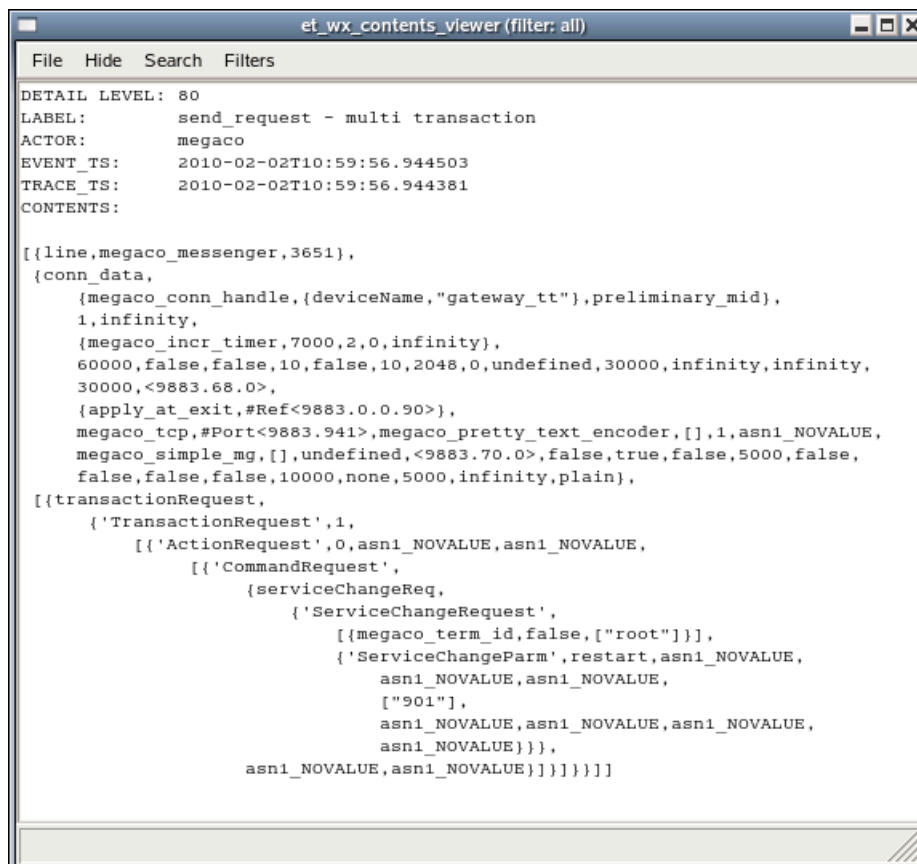 et_wx_contents_viewer (filter: all)
File Hide Search Filters
DETAIL LEVEL: 80
LABEL: send_request - multi transaction
ACTOR: megaco
EVENT_TS: 2010-02-02T10:59:56.944503
TRACE_TS: 2010-02-02T10:59:56.944381
CONTENTS:
[{line,megaco_messenger,3651},
{conn_data,
{megaco_conn_handle,{deviceName,"gateway_tt"},preliminary_mid},
1,infinity,
{megaco_incr_timer,7000,2,0,infinity},
60000,false,false,10,false,10,2048,0,undefined,30000,infinity,infinity,
30000,<9883.68.0>,
{apply_at_exit,#Ref<9883.0.0.90>},
megaco_tcp,#Port<9883.941>,megaco_pretty_text_encoder,[],1,asn1_NOVALUE,
megaco_simple_mg,[],undefined,<9883.70.0>,false,true,false,5000,false,
false,false,false,10000,none,5000,infinity,plain},
[{transactionRequest,
{'TransactionRequest',1,
[{'ActionRequest',0,asn1_NOVALUE,asn1_NOVALUE,
[{'CommandRequest',
{serviceChangeReq,
{'ServiceChangeRequest',
[{megaco_term_id,false,["root"]}],
{'ServiceChangeParm',restart,asn1_NOVALUE,
asn1_NOVALUE,asn1_NOVALUE,
["901"],
asn1_NOVALUE,asn1_NOVALUE,asn1_NOVALUE,
asn1_NOVALUE}}},
asn1_NOVALUE,asn1_NOVALUE}]}]}}]]